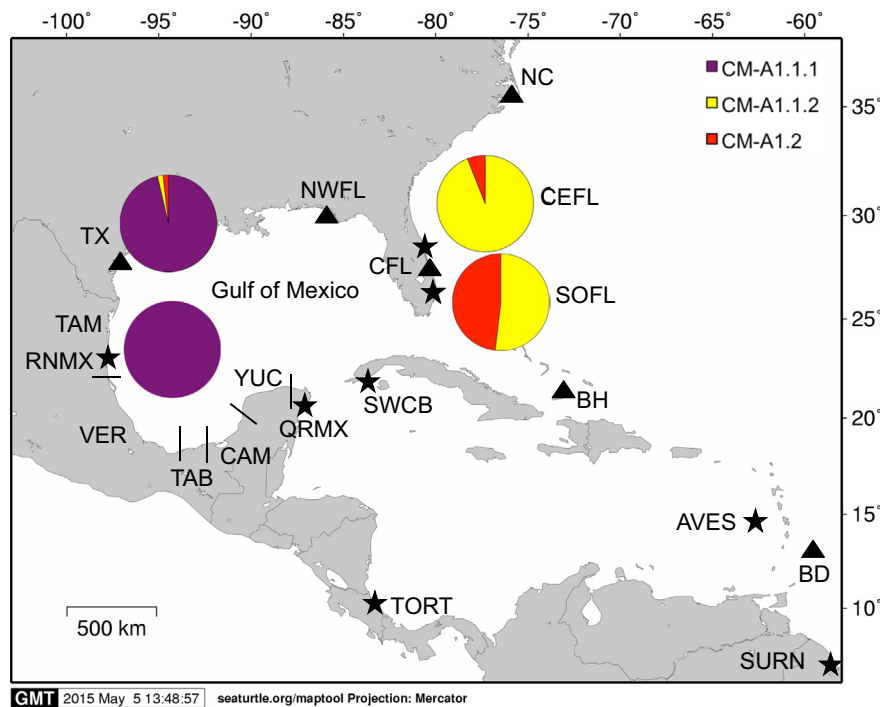 -100° -95° -90° -85° -80° -75° -70° -65° -60°
NC
CM-A1.1.1
CM-A1.1.2
CM-A1.2
35°
NWFL
CEFL
30°
TX
CFL
Gulf of Mexico
SOFL
TAM
25°
RNMX
YUC
SWCB
BH
QRMX
20°
VER
CAM
TAB
15°
AVES
BD
TORT
10°
500 km
SURN
GMT 2015 May 5 13:48:57 seaturtle.org/maptool Projection: Mercator